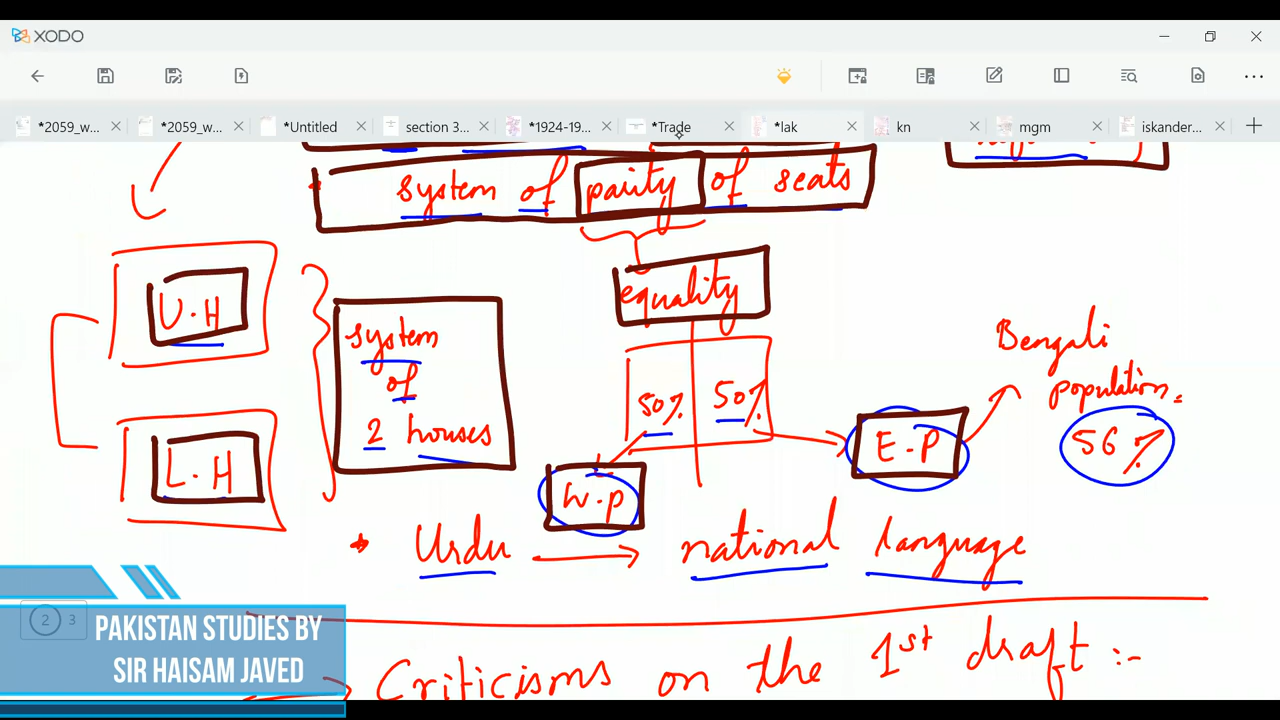 XODO
*2059_w...
*2059_w...
*Untitled
section 3...
*1924-19...
*Trade
*lak
kn
mgm
iskander...
system of parity of seats
equality
U.H
system
of
2 houses
L.H
50% 50%
W.P
E.P
Bengali
population.
56%
Urdu → national language
2 3
PAKISTAN STUDIES BY
SIR HAISAM JAVED
Criticisms on the 1st draft :-